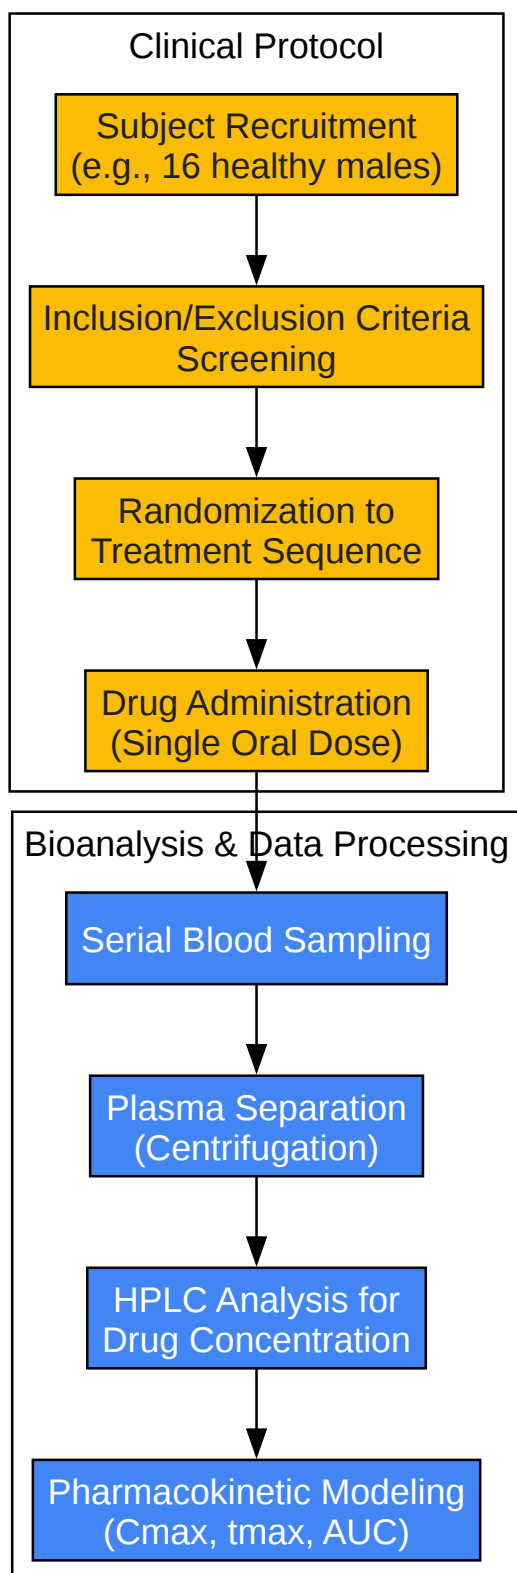 Clinical Protocol
Subject Recruitment
(e.g., 16 healthy males)
Inclusion/Exclusion Criteria
Screening
Randomization to
Treatment Sequence
Drug Administration
(Single Oral Dose)
Bioanalysis & Data Processing
Serial Blood Sampling
Plasma Separation
(Centrifugation)
HPLC Analysis for
Drug Concentration
Pharmacokinetic Modeling
(Cmax, tmax, AUC)